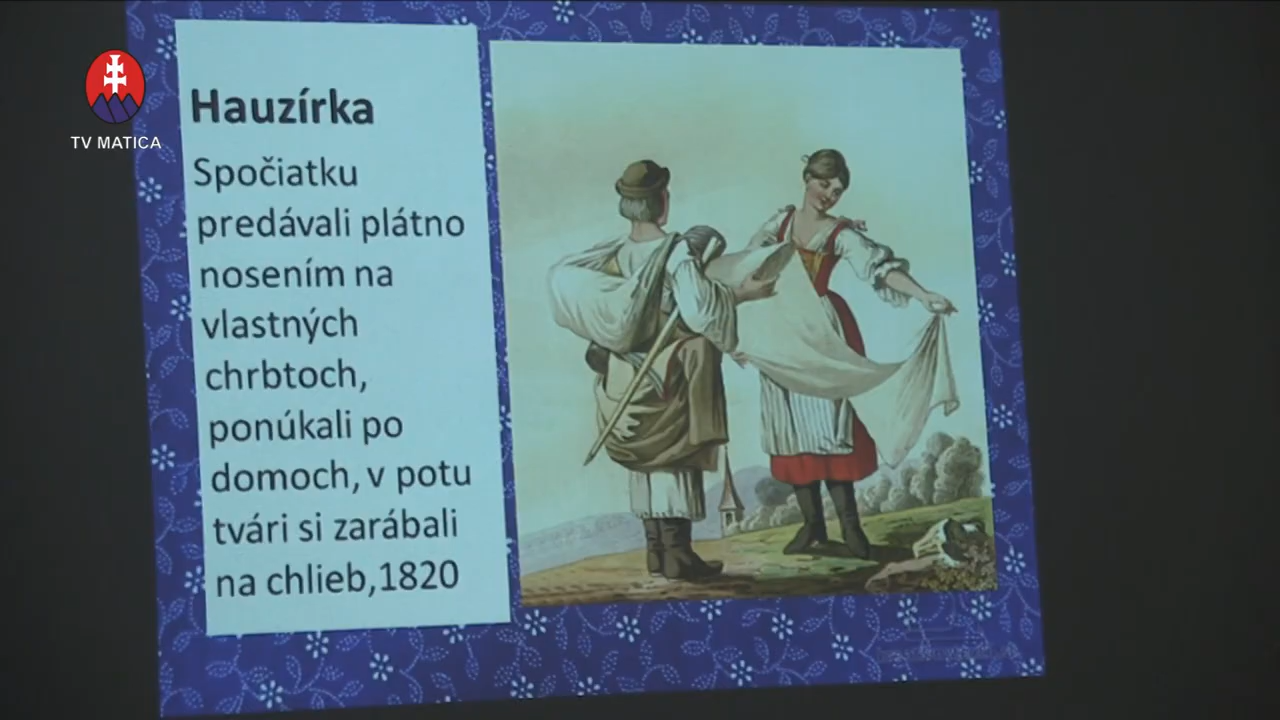 TV MATICA
Hauzírka
Spočiatku
predávali plátno
nosením na
vlastných
chrbtoch,
ponúkali po
domoch, v potu
tvári si zarábali
na chlieb,1820